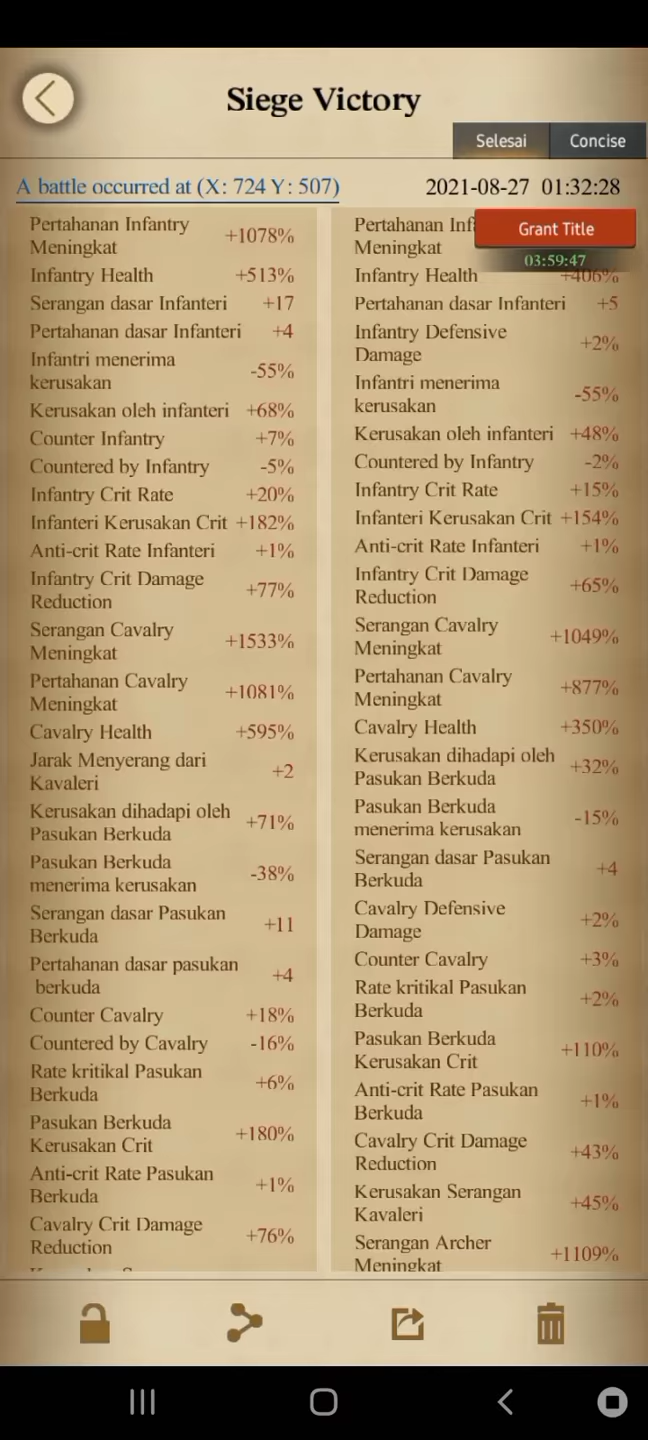 Siege Victory
Selesai
Concise
A battle occurred at (X: 724 Y: 507)
2021-08-27 01:32:28
Grant Title
03:59:47
Pertahanan Infantry
Meningkat
+1078%
Infantry Health +513%
Serangan dasar Infanteri +17
Pertahanan dasar Infanteri +4
Infantri menerima
kerusakan
-55%
Kerusakan oleh infanteri +68%
Counter Infantry +7%
Countered by Infantry -5%
Infantry Crit Rate +20%
Infanteri Kerusakan Crit +182%
Anti-crit Rate Infanteri +1%
Infantry Crit Damage
Reduction
+77%
Serangan Cavalry
Meningkat
+1533%
Pertahanan Cavalry
Meningkat
+1081%
Cavalry Health +595%
Jarak Menyerang dari
Kavaleri
+2
Kerusakan dihadapi oleh
Pasukan Berkuda
+71%
Pasukan Berkuda
menerima kerusakan
-38%
Serangan dasar Pasukan
Berkuda
+11
Pertahanan dasar pasukan
berkuda
+4
Counter Cavalry +18%
Countered by Cavalry -16%
Rate kritikal Pasukan
Berkuda
+6%
Pasukan Berkuda
Kerusakan Crit
+180%
Anti-crit Rate Pasukan
Berkuda
+1%
Cavalry Crit Damage
Reduction
+76%
Pertahanan
Meningkat
Infantry Health +406%
Pertahanan dasar Infanteri +5
Infantry Defensive
Damage
+2%
Infantri menerima
kerusakan
-55%
Kerusakan oleh infanteri +48%
Countered by Infantry -2%
Infantry Crit Rate +15%
Infanteri Kerusakan Crit +154%
Anti-crit Rate Infanteri +1%
Infantry Crit Damage
Reduction
+65%
Serangan Cavalry
Meningkat
+1049%
Pertahanan Cavalry
Meningkat
+877%
Cavalry Health +350%
Kerusakan dihadapi oleh
Pasukan Berkuda
+32%
Pasukan Berkuda
menerima kerusakan
-15%
Serangan dasar Pasukan
Berkuda
+4
Cavalry Defensive
Damage
+2%
Counter Cavalry +3%
Rate kritikal Pasukan
Berkuda
+2%
Pasukan Berkuda
Kerusakan Crit
+110%
Anti-crit Rate Pasukan
Berkuda
+1%
Cavalry Crit Damage
Reduction
+43%
Kerusakan Serangan
Kavaleri
+45%
Serangan Archer
Meningkat
+1109%